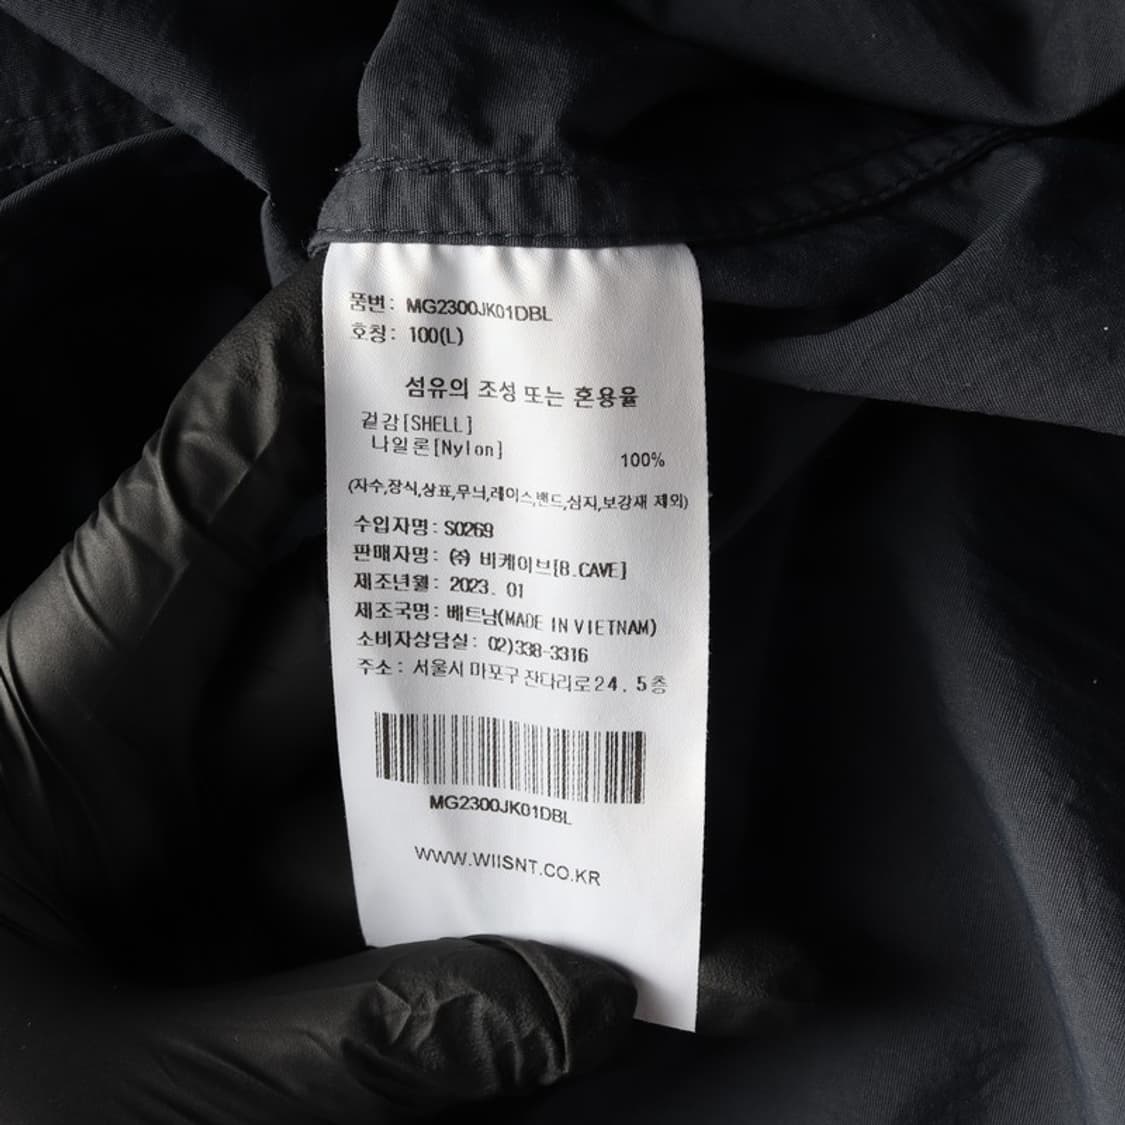 품번: MG2300JK01DBL
호칭: 100(L)
섬유의 조성 또는 혼용율
겉감[SHELL]
나일론[Nylon] 100%
(자수,장식,상표,무늬,레이스,밴드,심지,보강재 제외)
수입자명: S0269
판매자명: ㈜ 비케이브[B.CAVE]
제조년월: 2023. 01
제조국명: 베트남(MADE IN VIETNAM)
소비자상담실: 02)338-3316
주소: 서울시 마포구 잔다리로24. 5층
MG2300JK01DBL
WWW.WIISNT.CO.KR